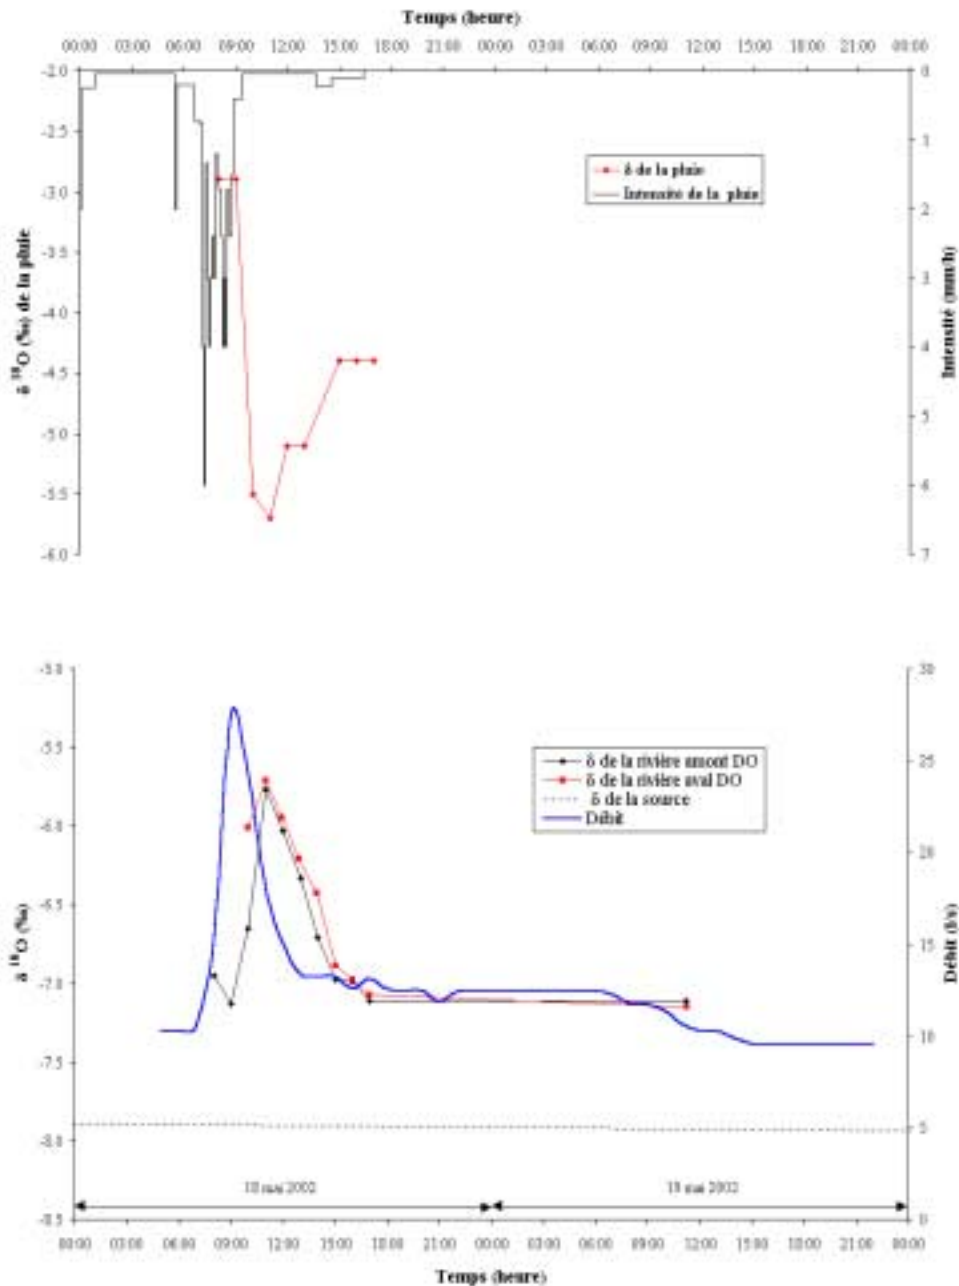 Temps (heure)
00:00 03:00 06:00 09:00 12:00 15:00 18:00 21:00 00:00 03:00 06:00 09:00 12:00 15:00 18:00 21:00 00:00
δ ¹⁸O (‰) de la pluie
-2.0
-2.5
-3.0
-3.5
-4.0
-4.5
-5.0
-5.5
-6.0
δ de la pluie
Intensité de la pluie
0
1
2
3
4
5
6
7
Intensité (mm/h)
δ ¹⁸O (‰)
-5.0
-5.5
-6.0
-6.5
-7.0
-7.5
-8.0
-8.5
δ de la rivière amont DO
δ de la rivière aval DO
δ de la source
Débit
30
25
20
15
10
5
0
Débit (l/s)
18 mai 2002
19 mai 2002
00:00 03:00 06:00 09:00 12:00 15:00 18:00 21:00 00:00 03:00 06:00 09:00 12:00 15:00 18:00 21:00 00:00
Temps (heure)